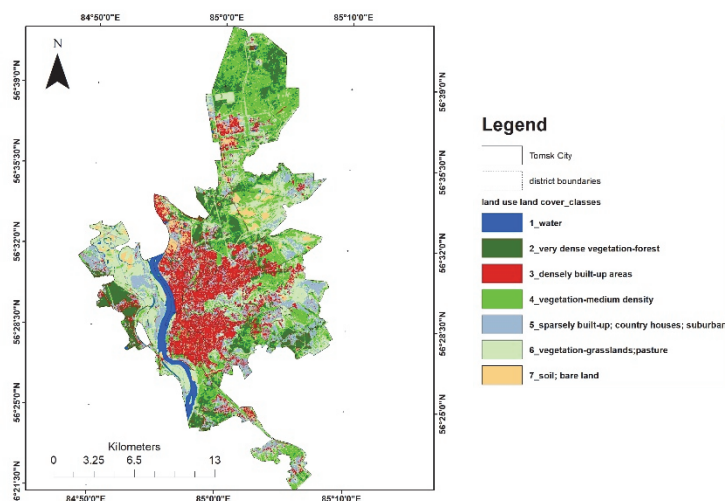 84°50'0"E 85°0'0"E 85°10'0"E
N
56°39'0"N 56°39'0"N
56°35'30"N 56°35'30"N
56°32'0"N 56°32'0"N
56°28'30"N 56°28'30"N
56°25'0"N 56°25'0"N
6°21'30"N
Kilometers
0 3.25 6.5 13
84°50'0"E 85°0'0"E 85°10'0"E
Legend
Tomsk City
district boundaries
land use land cover_classes
1_water
2_very dense vegetation-forest
3_densely built-up areas
4_vegetation-medium density
5_sparsely built-up; country houses; suburban
6_vegetation-grasslands;pasture
7_soil; bare land